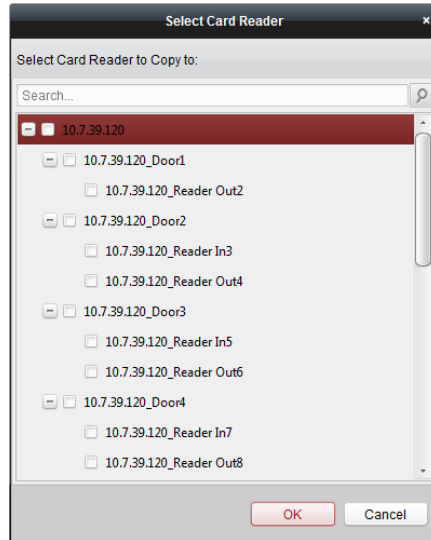 Select Card Reader
Select Card Reader to Copy to:
Search...
10.7.39.120
10.7.39.120_Door1
10.7.39.120_Reader Out2
10.7.39.120_Door2
10.7.39.120_Reader In3
10.7.39.120_Reader Out4
10.7.39.120_Door3
10.7.39.120_Reader In5
10.7.39.120_Reader Out6
10.7.39.120_Door4
10.7.39.120_Reader In7
10.7.39.120_Reader Out8
OK Cancel